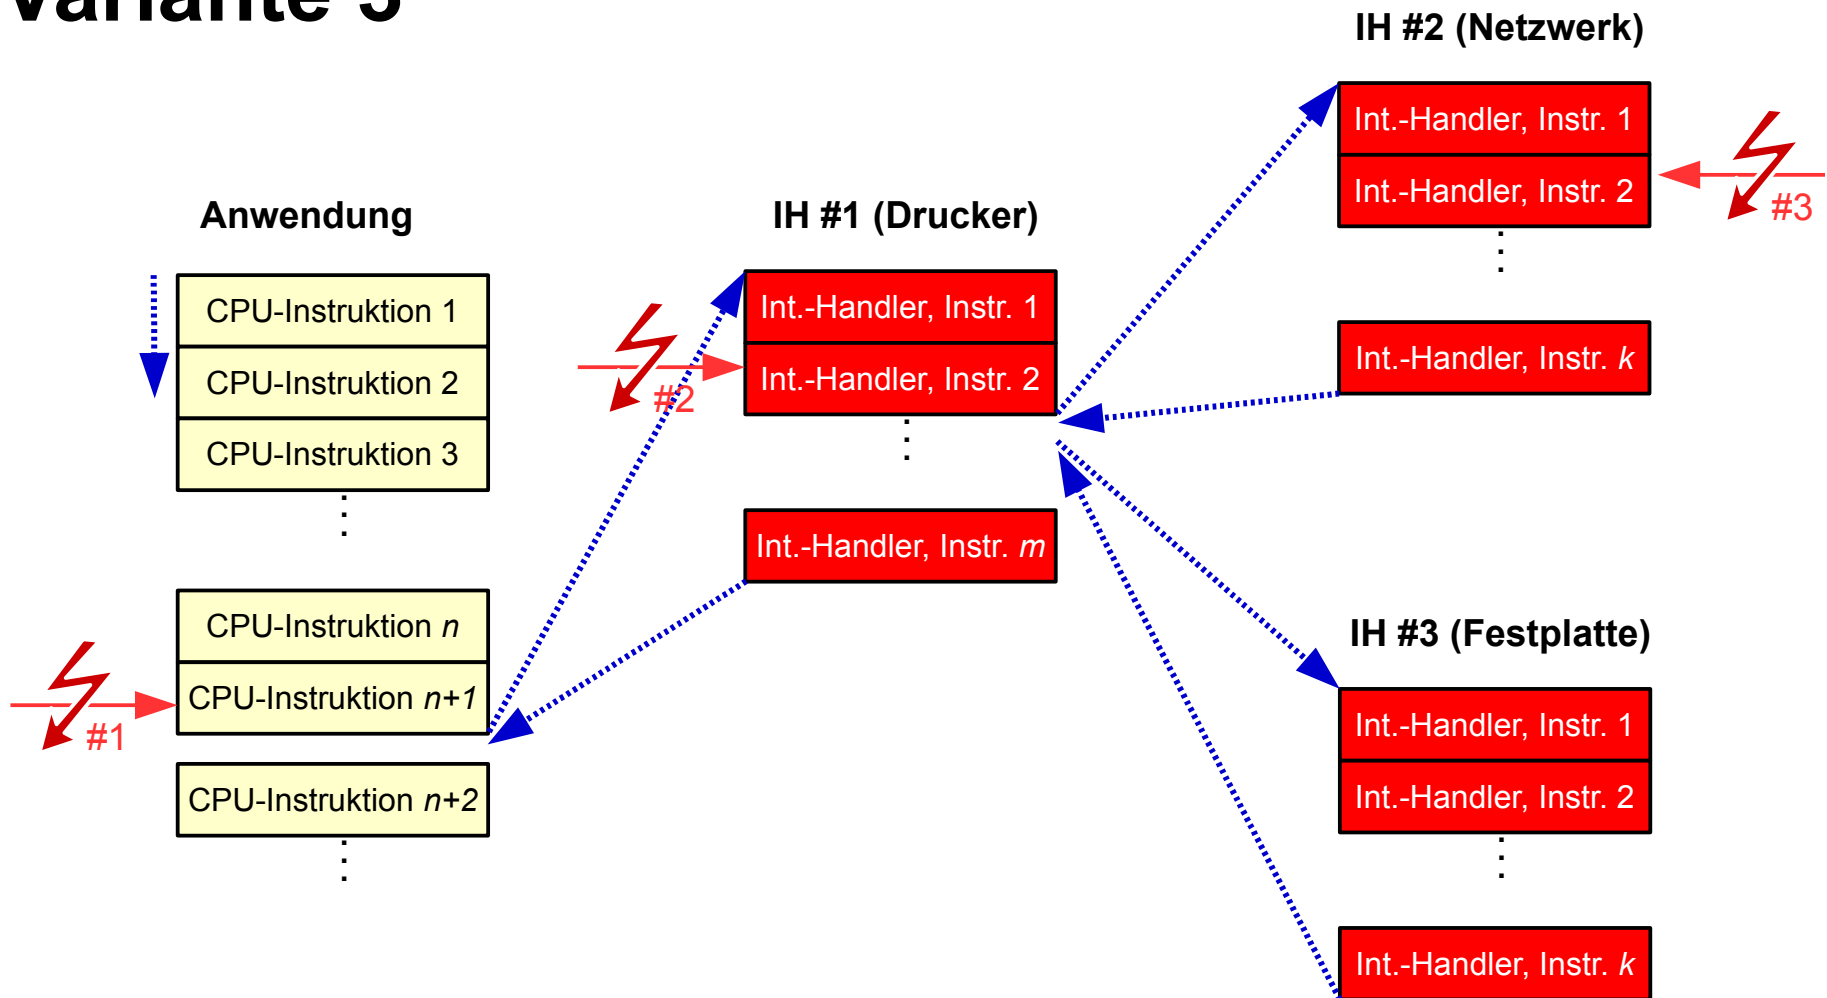 Variante 3
IH #2 (Netzwerk)
Int.-Handler, Instr. 1
Int.-Handler, Instr. 2
#3
Int.-Handler, Instr. k
Anwendung
CPU-Instruktion 1
CPU-Instruktion 2
CPU-Instruktion 3
CPU-Instruktion n
CPU-Instruktion n+1
#1
CPU-Instruktion n+2
IH #1 (Drucker)
Int.-Handler, Instr. 1
#2
Int.-Handler, Instr. 2
Int.-Handler, Instr. m
IH #3 (Festplatte)
Int.-Handler, Instr. 1
Int.-Handler, Instr. 2
Int.-Handler, Instr. k